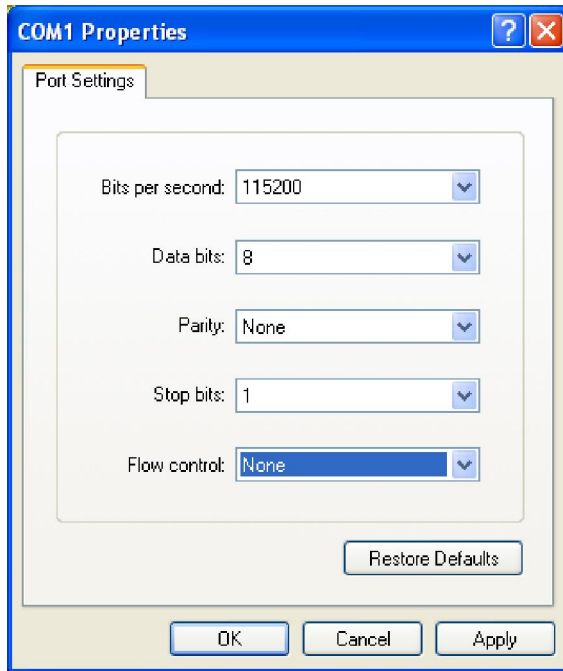 COM1 Properties
Port Settings
Bits per second: 115200
Data bits: 8
Parity: None
Stop bits: 1
Flow control: None
Restore Defaults
OK Cancel Apply